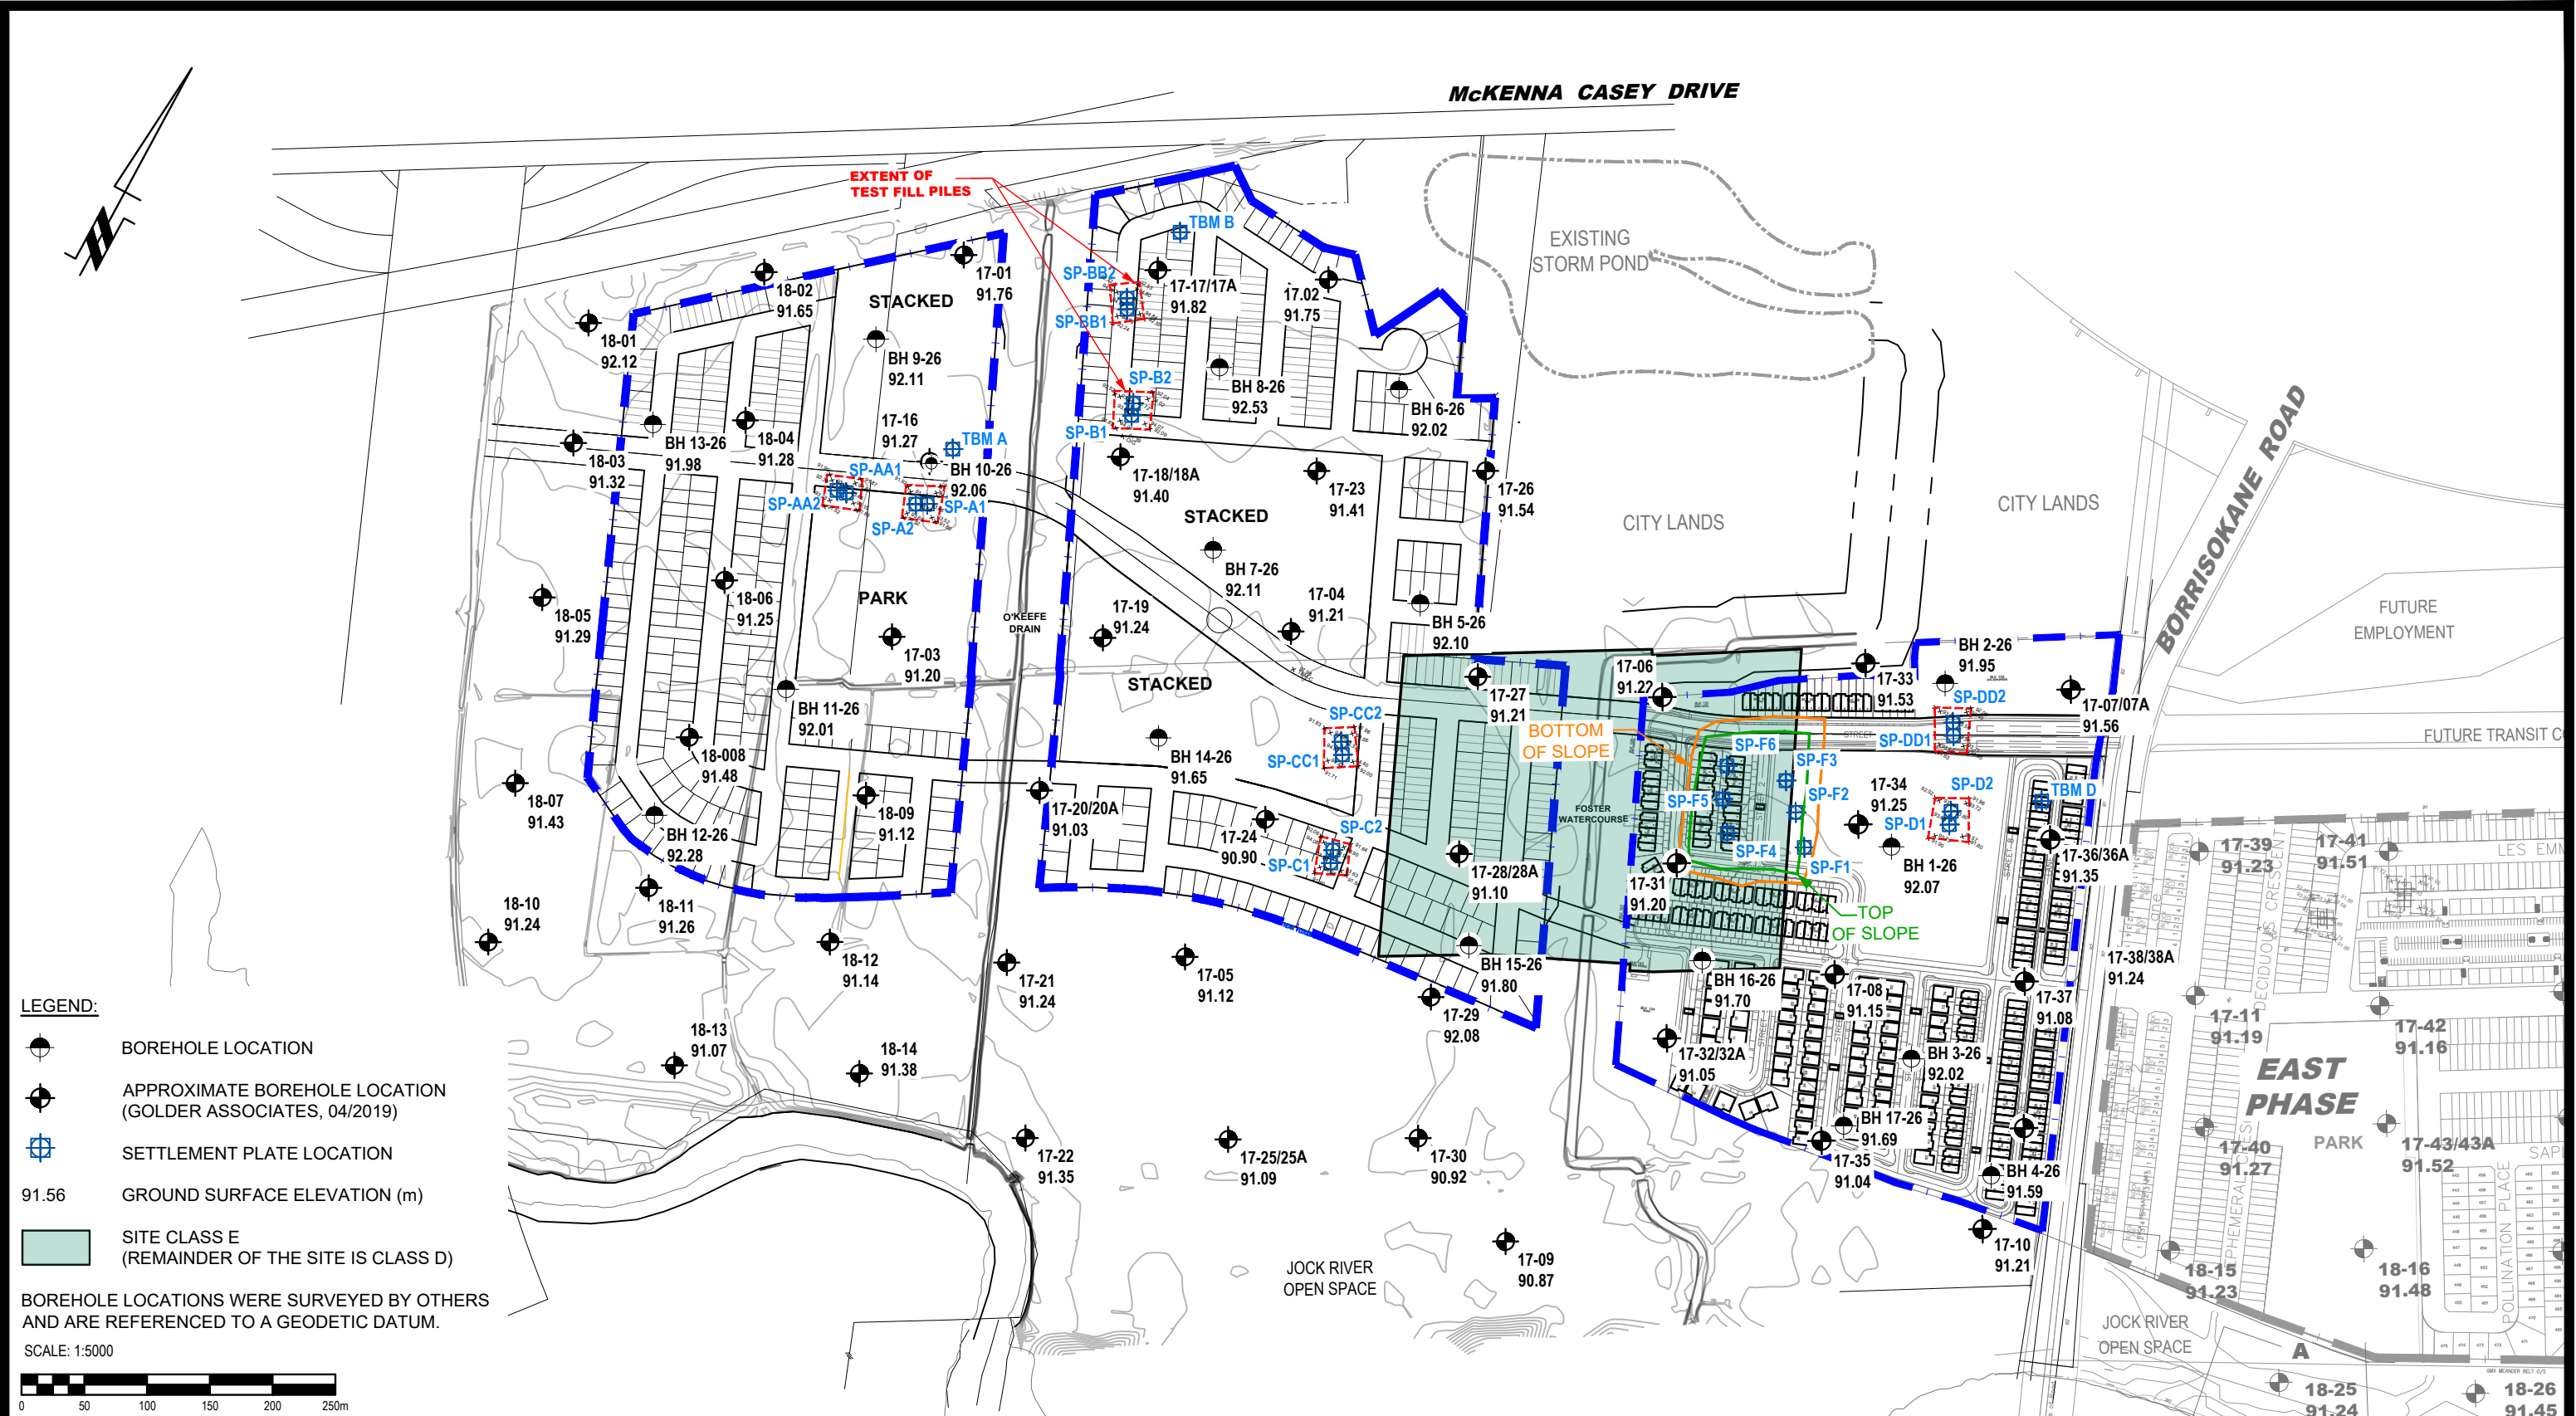 McKENNA CASEY DRIVE
EXTENT OF
TEST FILL PILES
TBM B
EXISTING
STORM POND
17-01
91.76
18-02
91.65
STACKED
SP-BB2
17-17/17A
91.82
17.02
91.75
SP-BB1
18-01
92.12
BH 9-26
92.11
SP-B2
BH 8-26
92.53
BH 6-26
92.02
17-16
91.27
TBM A
SP-B1
BH 13-26
91.98
18-04
91.28
18-03
91.32
SP-AA1
BH 10-26
92.06
SP-AA2
SP-A1
SP-A2
17-18/18A
91.40
17-23
91.41
17-26
91.54
STACKED
CITY LANDS
CITY LANDS
BORRISOKANE ROAD
BH 7-26
92.11
18-06
91.25
PARK
18-05
91.29
O'KEEFE
DRAIN
17-19
91.24
17-04
91.21
BH 5-26
92.10
FUTURE
EMPLOYMENT
17-03
91.20
STACKED
17-06
91.22
17-27
91.21
17-33
91.53
BH 2-26
91.95
SP-DD2
17-07/07A
91.56
BH 11-26
92.01
SP-CC2
BOTTOM
OF SLOPE
SP-F6
SP-DD1
STREET
FUTURE TRANSIT CO
18-008
91.48
BH 14-26
91.65
SP-CC1
SP-F3
17-34
91.25
SP-D2
TBM D
18-07
91.43
18-09
91.12
17-20/20A
91.03
SP-F5
SP-F2
FOSTER
WATERCOURSE
SP-D1
BH 12-26
92.28
17-24
90.90
SP-C2
SP-C1
SP-F4
SP-F1
BH 1-26
92.07
17-36/36A
91.35
17-39
91.23
17-41
91.51
LES EMM
17-28/28A
91.10
17-31
91.20
DECIDUOUS CRESCENT
18-10
91.24
18-11
91.26
TOP
OF SLOPE
18-12
91.14
17-21
91.24
17-05
91.12
BH 15-26
91.80
BH 16-26
91.70
17-08
91.15
17-37
91.08
17-38/38A
91.24
17-29
92.08
17-11
91.19
17-42
91.16
LEGEND:
BOREHOLE LOCATION
APPROXIMATE BOREHOLE LOCATION
(GOLDER ASSOCIATES, 04/2019)
SETTLEMENT PLATE LOCATION
91.56
GROUND SURFACE ELEVATION (m)
SITE CLASS E
(REMAINDER OF THE SITE IS CLASS D)
BOREHOLE LOCATIONS WERE SURVEYED BY OTHERS
AND ARE REFERENCED TO A GEODETIC DATUM.
SCALE: 1:5000
0 50 100 150 200 250m
18-13
91.07
18-14
91.38
17-32/32A
91.05
BH 3-26
92.02
EAST
PHASE
PARK
17-22
91.35
17-25/25A
91.09
17-30
90.92
BH 17-26
91.69
17-35
91.04
BH 4-26
91.59
17-40
91.27
17-43/43A
91.52
SAP
EPHEMERAL CRES
POLLINATION PLACE
17-09
90.87
JOCK RIVER
OPEN SPACE
17-10
91.21
18-15
91.23
18-16
91.48
JOCK RIVER
OPEN SPACE
A
18-25
91.24
18-26
91.45